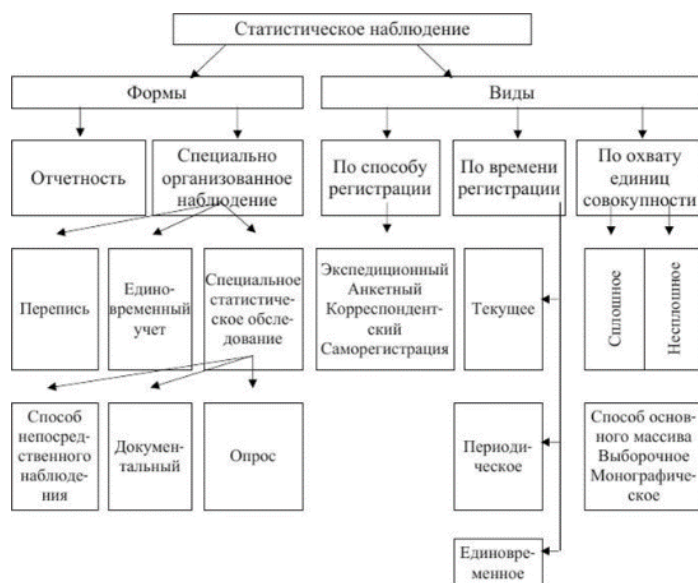 Статистическое наблюдение
Формы
Виды
Отчетность
Специально
организованное
наблюдение
По способу
регистрации
По времени
регистрации
По охвату
единиц
совокупности
Перепись
Едино-
временный
учет
Специальное
статистиче-
ское обсле-
дование
Экспедиционный
Анкетный
Корреспондент-
ский
Саморегистрация
Текущее
Сплошное
Несплошное
Способ
непосред-
ственного
наблюде-
ния
Докумен-
тальный
Опрос
Периоди-
ческое
Способ основ-
ного массива
Выборочное
Монографиче-
ское
Единовре-
менное